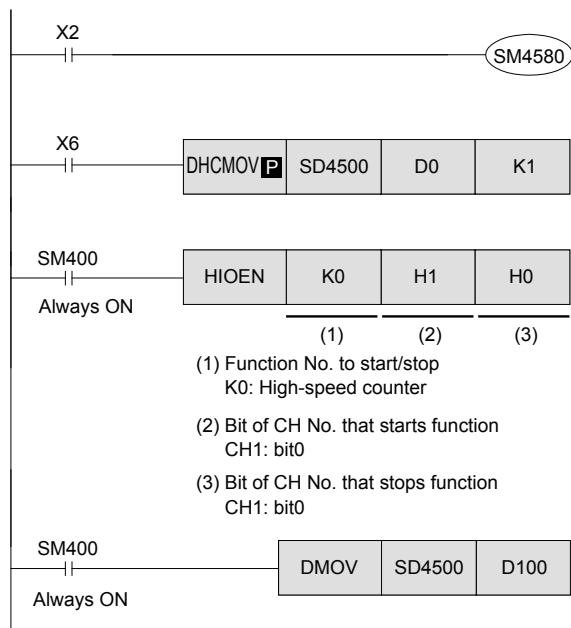 X2
SM4580
X6
DHCMOV P SD4500 D0 K1
SM400
HIOEN K0 H1 H0
Always ON
(1) (2) (3)
(1) Function No. to start/stop
K0: High-speed counter
(2) Bit of CH No. that starts function
CH1: bit0
(3) Bit of CH No. that stops function
CH1: bit0
SM400
DMOV SD4500 D100
Always ON